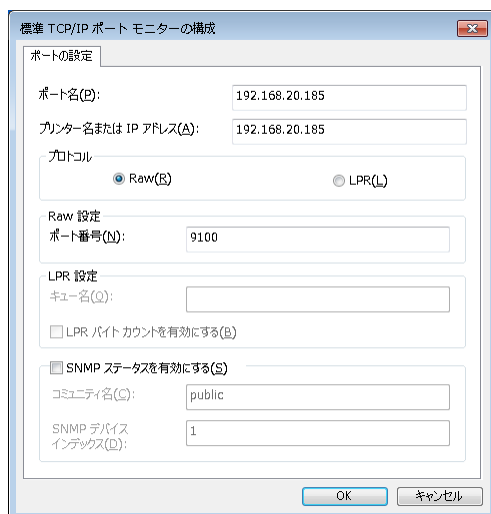 標準 TCP/IP ポート モニターの構成
ポートの設定
ポート名(P): 192.168.20.185
プリンター名または IP アドレス(A): 192.168.20.185
プロトコル
Raw(R) LPR(L)
Raw 設定
ポート番号(N): 9100
LPR 設定
キュー名(Q):
LPR バイト カウントを有効にする(B)
SNMP ステータスを有効にする(S)
コミュニティ名(C): public
SNMP デバイス
インデックス(D): 1
OK キャンセル